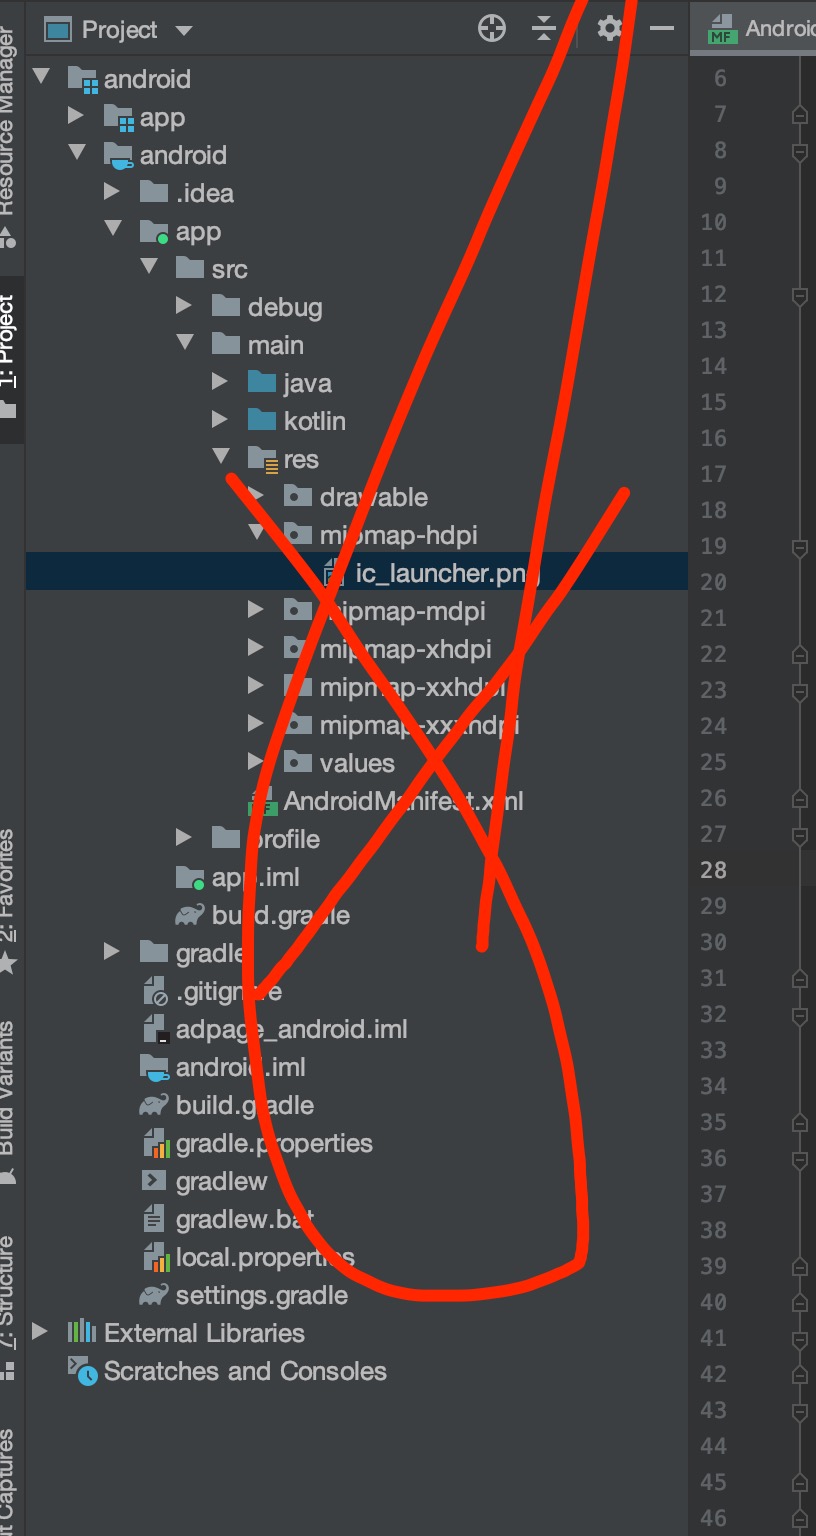 Project
Androi
Resource Manager
1: Project
2: Favorites
Build Variants
7: Structure
Captures
android
app
android
.idea
app
src
debug
main
java
kotlin
res
drawable
mipmap-hdpi
ic_launcher.png
mipmap-mdpi
mipmap-xhdpi
mipmap-xxhdpi
mipmap-xxxhdpi
values
MF AndroidManifest.xml
profile
app.iml
build.gradle
gradle
.gitignore
adpage_android.iml
android.iml
build.gradle
gradle.properties
gradlew
gradlew.bat
local.properties
settings.gradle
External Libraries
Scratches and Consoles
MF
6
7
8
9
10
11
12
13
14
15
16
17
18
19
20
21
22
23
24
25
26
27
28
29
30
31
32
33
34
35
36
37
38
39
40
41
42
43
44
45
46